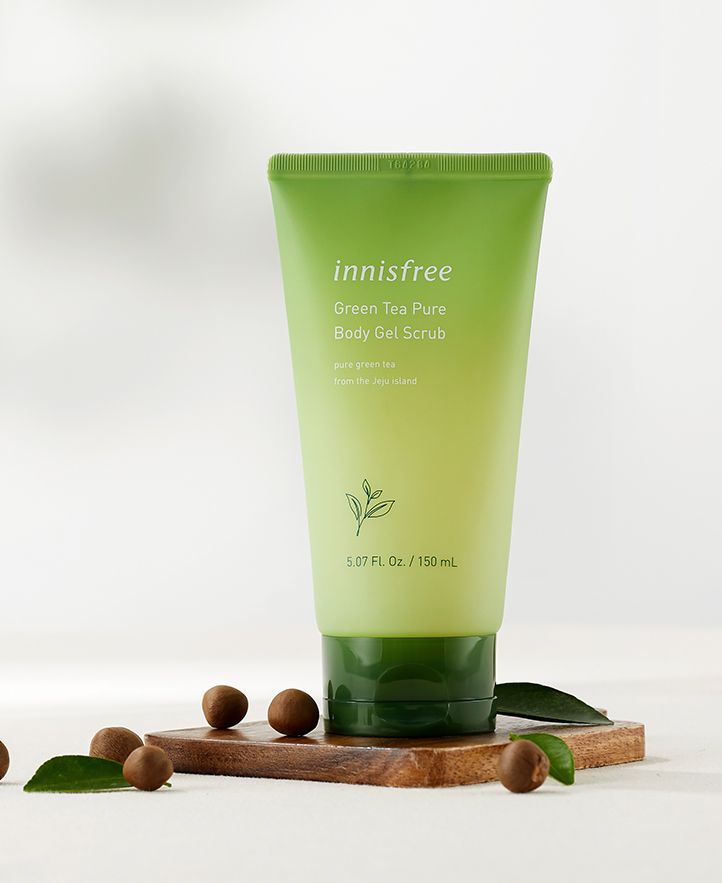 innisfree
Green Tea Pure
Body Gel Scrub
pure green tea
from the Jeju island
5.07 Fl. Oz. / 150 mL